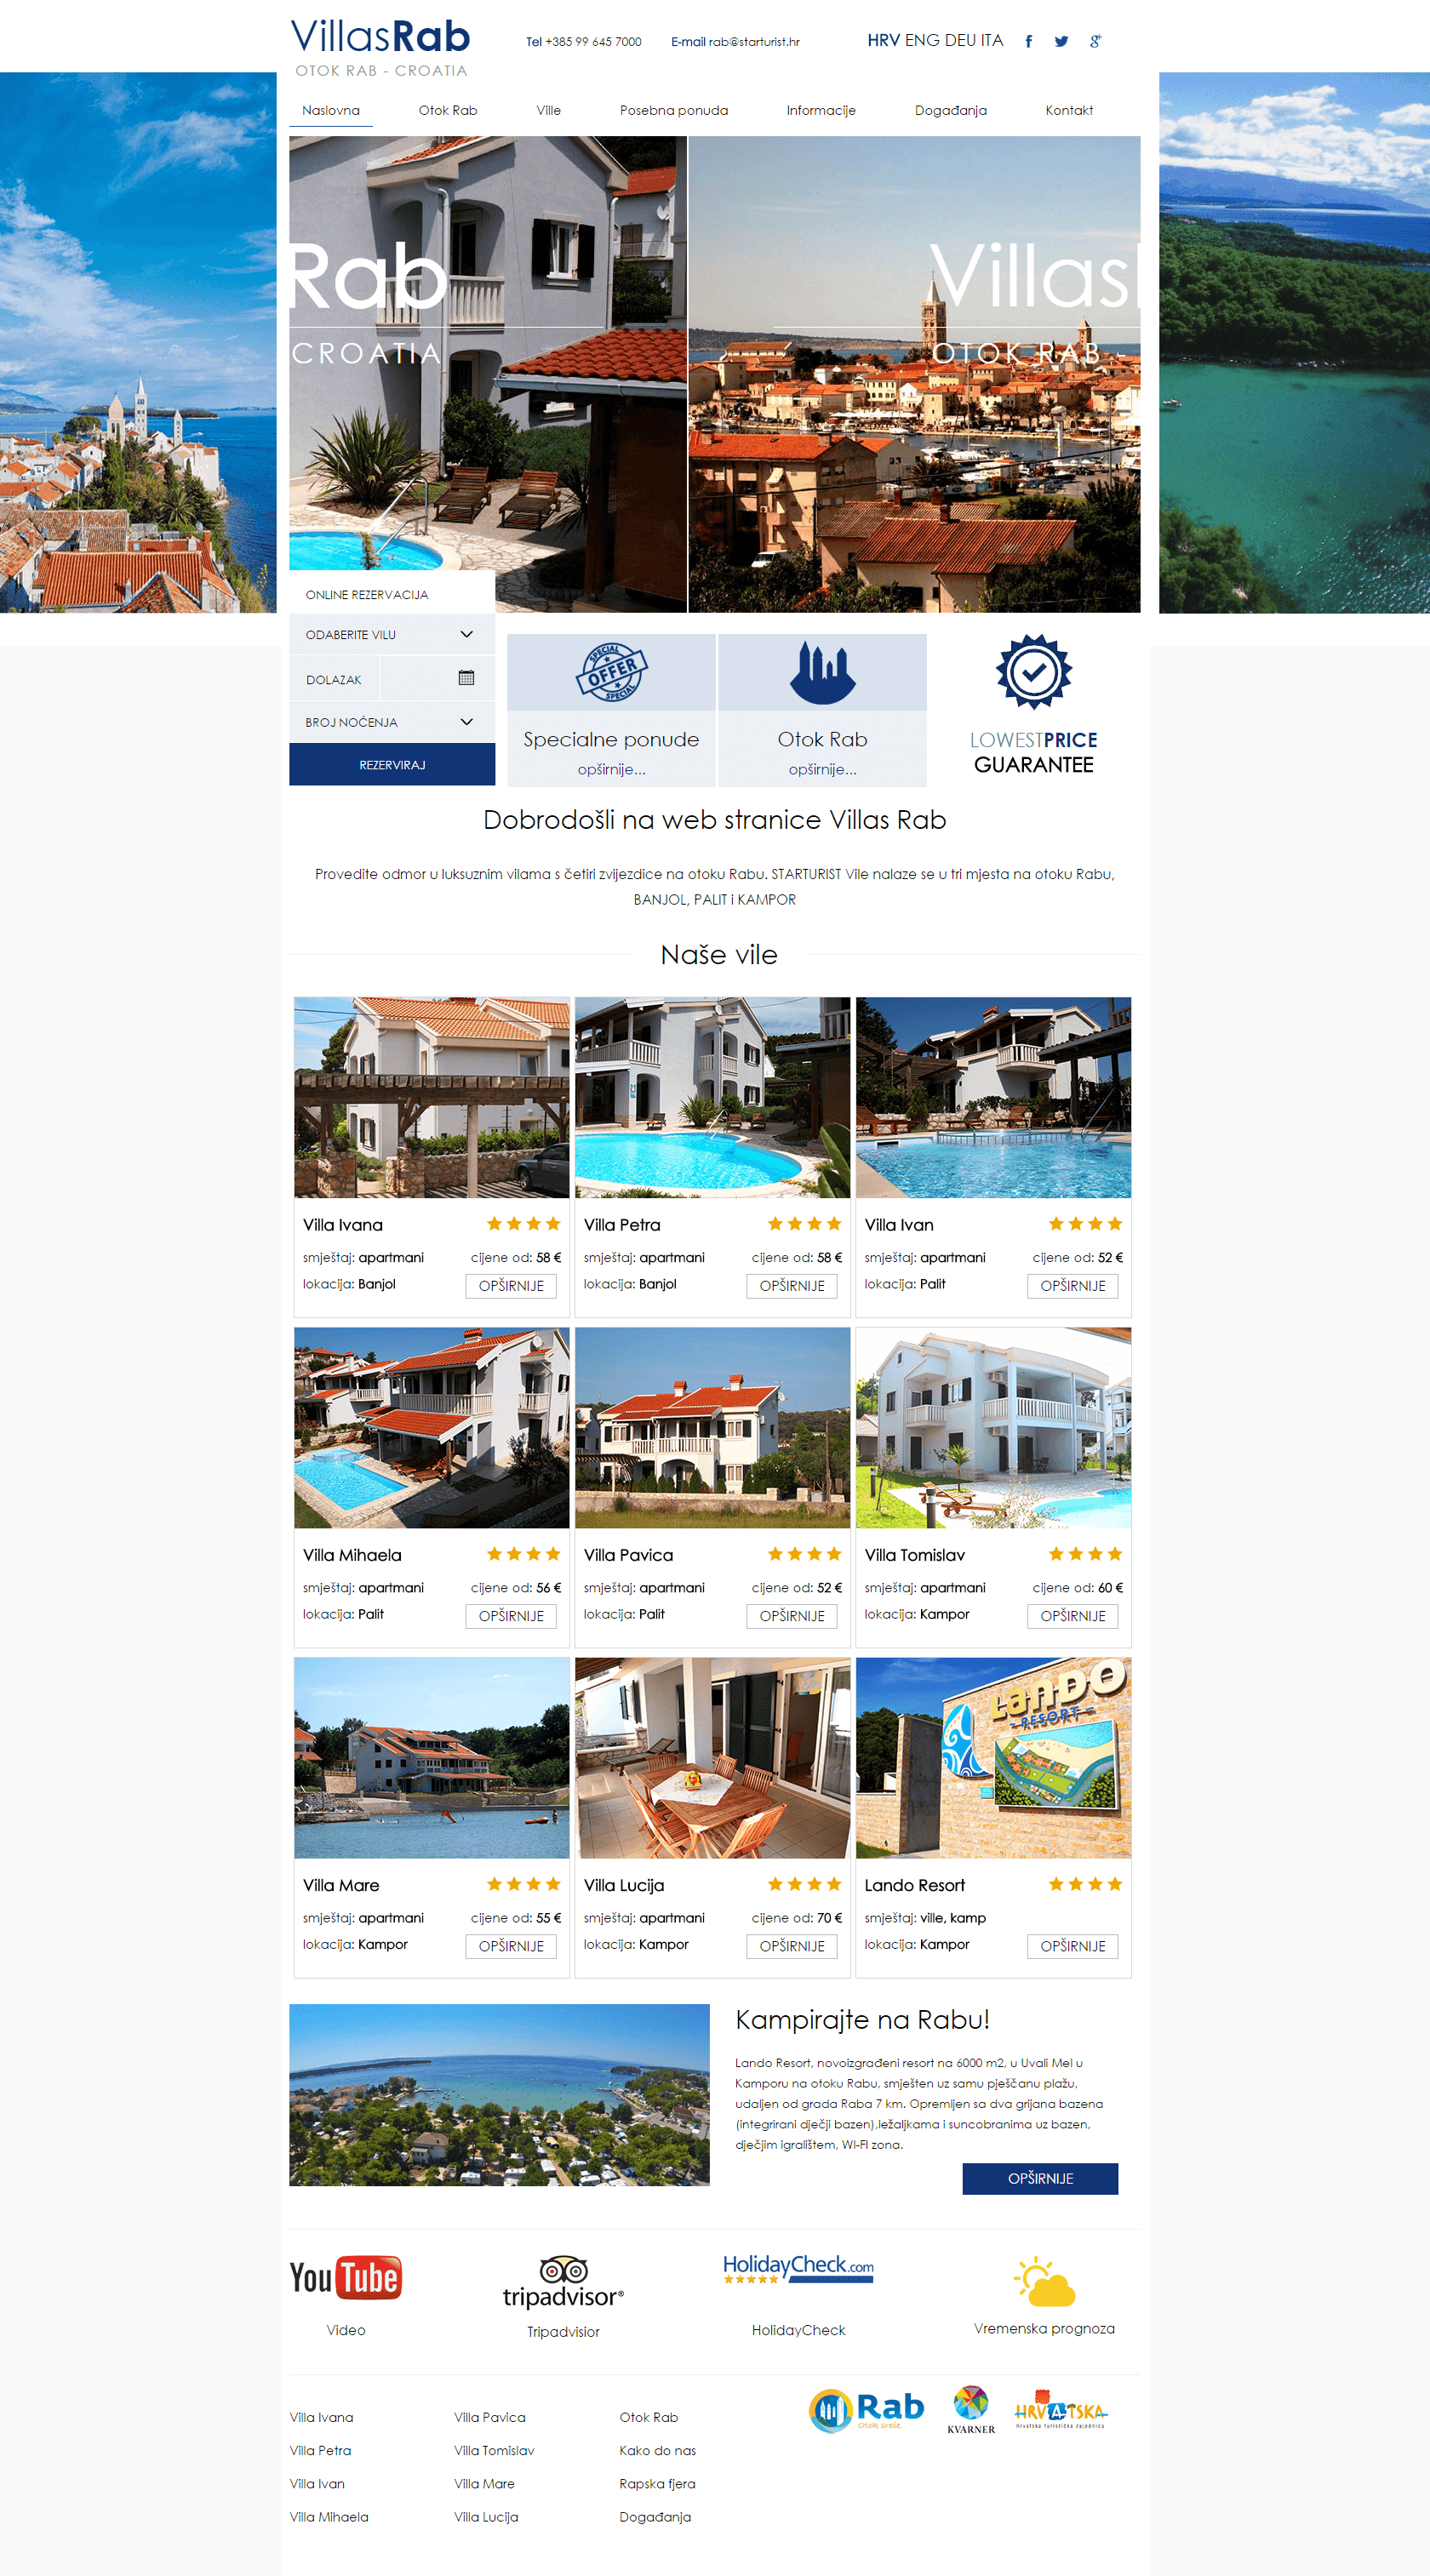 VillasRab
OTOK RAB - CROATIA
Tel +385 99 645 7000
E-mail rab@starturist.hr
HRV ENG DEU ITA
Naslovna
Otok Rab
Ville
Posebna ponuda
Informacije
Događanja
Kontakt
Rab
CROATIA
Villas
OTOK RAB -
ONLINE REZERVACIJA
ODABERITE VILU
DOLAZAK
BROJ NOĆENJA
REZERVIRAJ
SPECIAL
OFFER
SPECIAL
Specialne ponude
opširnije...
Otok Rab
opširnije...
LOWESTPRICE
GUARANTEE
Dobrodošli na web stranice Villas Rab
Provedite odmor u luksuznim vilama s četiri zvijezdice na otoku Rabu. STARTURIST Vile nalaze se u tri mjesta na otoku Rabu,
BANJOL, PALIT i KAMPOR
Naše vile
Villa Ivana
smještaj: apartmani
cijene od: 58 €
lokacija: Banjol
OPŠIRNIJE
Villa Petra
smještaj: apartmani
cijene od: 58 €
lokacija: Banjol
OPŠIRNIJE
Villa Ivan
smještaj: apartmani
cijene od: 52 €
lokacija: Palit
OPŠIRNIJE
Villa Mihaela
smještaj: apartmani
cijene od: 56 €
lokacija: Palit
OPŠIRNIJE
Villa Pavica
smještaj: apartmani
cijene od: 52 €
lokacija: Palit
OPŠIRNIJE
Villa Tomislav
smještaj: apartmani
cijene od: 60 €
lokacija: Kampor
OPŠIRNIJE
Villa Mare
smještaj: apartmani
cijene od: 55 €
lokacija: Kampor
OPŠIRNIJE
Villa Lucija
smještaj: apartmani
cijene od: 70 €
lokacija: Kampor
OPŠIRNIJE
LANDO
~ RESORT ~
Lando Resort
smještaj: ville, kamp
lokacija: Kampor
OPŠIRNIJE
Kampirajte na Rabu!
Lando Resort, novoizgrađeni resort na 6000 m2, u Uvali Mel u
Kamporu na otoku Rabu, smješten uz samu pješčanu plažu,
udaljen od grada Raba 7 km. Opremljen sa dva grijana bazena
(integrirani dječji bazen),ležaljkama i suncobranima uz bazen,
dječjim igralištem, WI-FI zona.
OPŠIRNIJE
YouTube
Video
tripadvisor®
Tripadvisior
HolidayCheck.com
HolidayCheck
Vremenska prognoza
Villa Ivana
Villa Petra
Villa Ivan
Villa Mihaela
Villa Pavica
Villa Tomislav
Villa Mare
Villa Lucija
Otok Rab
Kako do nas
Rapska fjera
Događanja
Rab
Otok sreće.
KVARNER
HRVATSKA
Hrvatska turistička zajednica